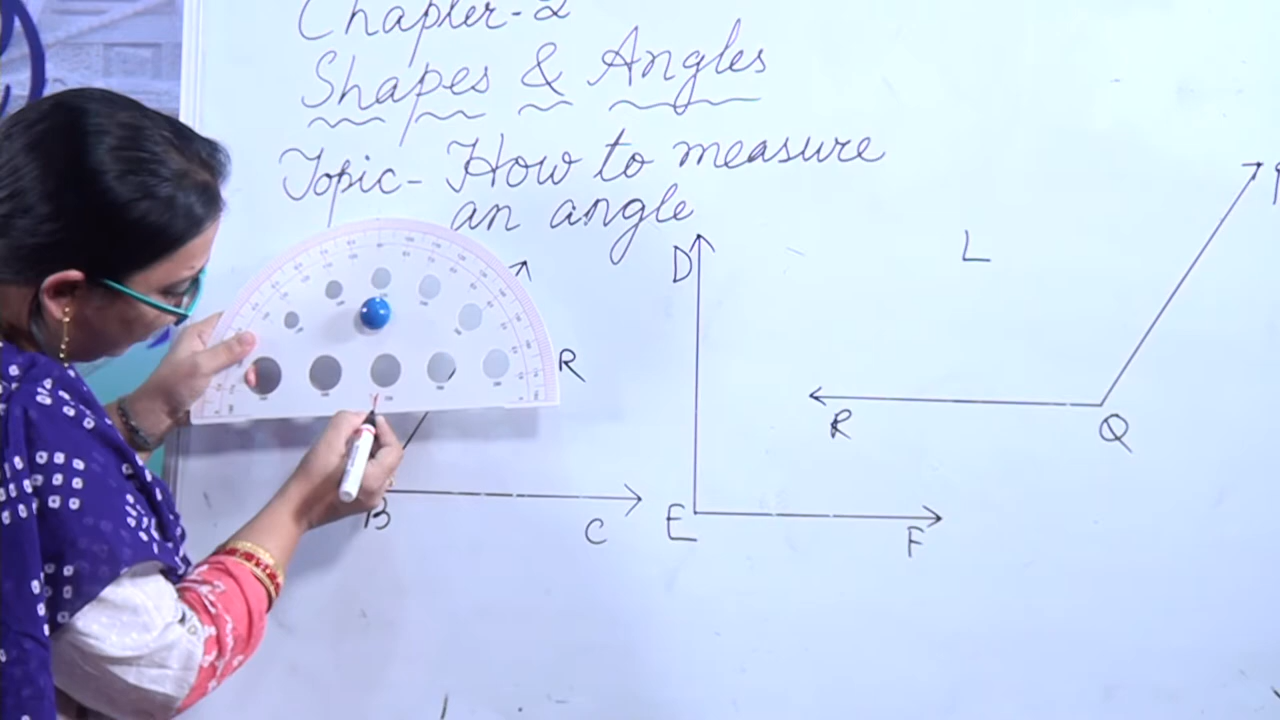 Chapter-2
Shapes & Angles
Topic- How to measure
an angle
D
L
R
R
Q
B
C
E
F